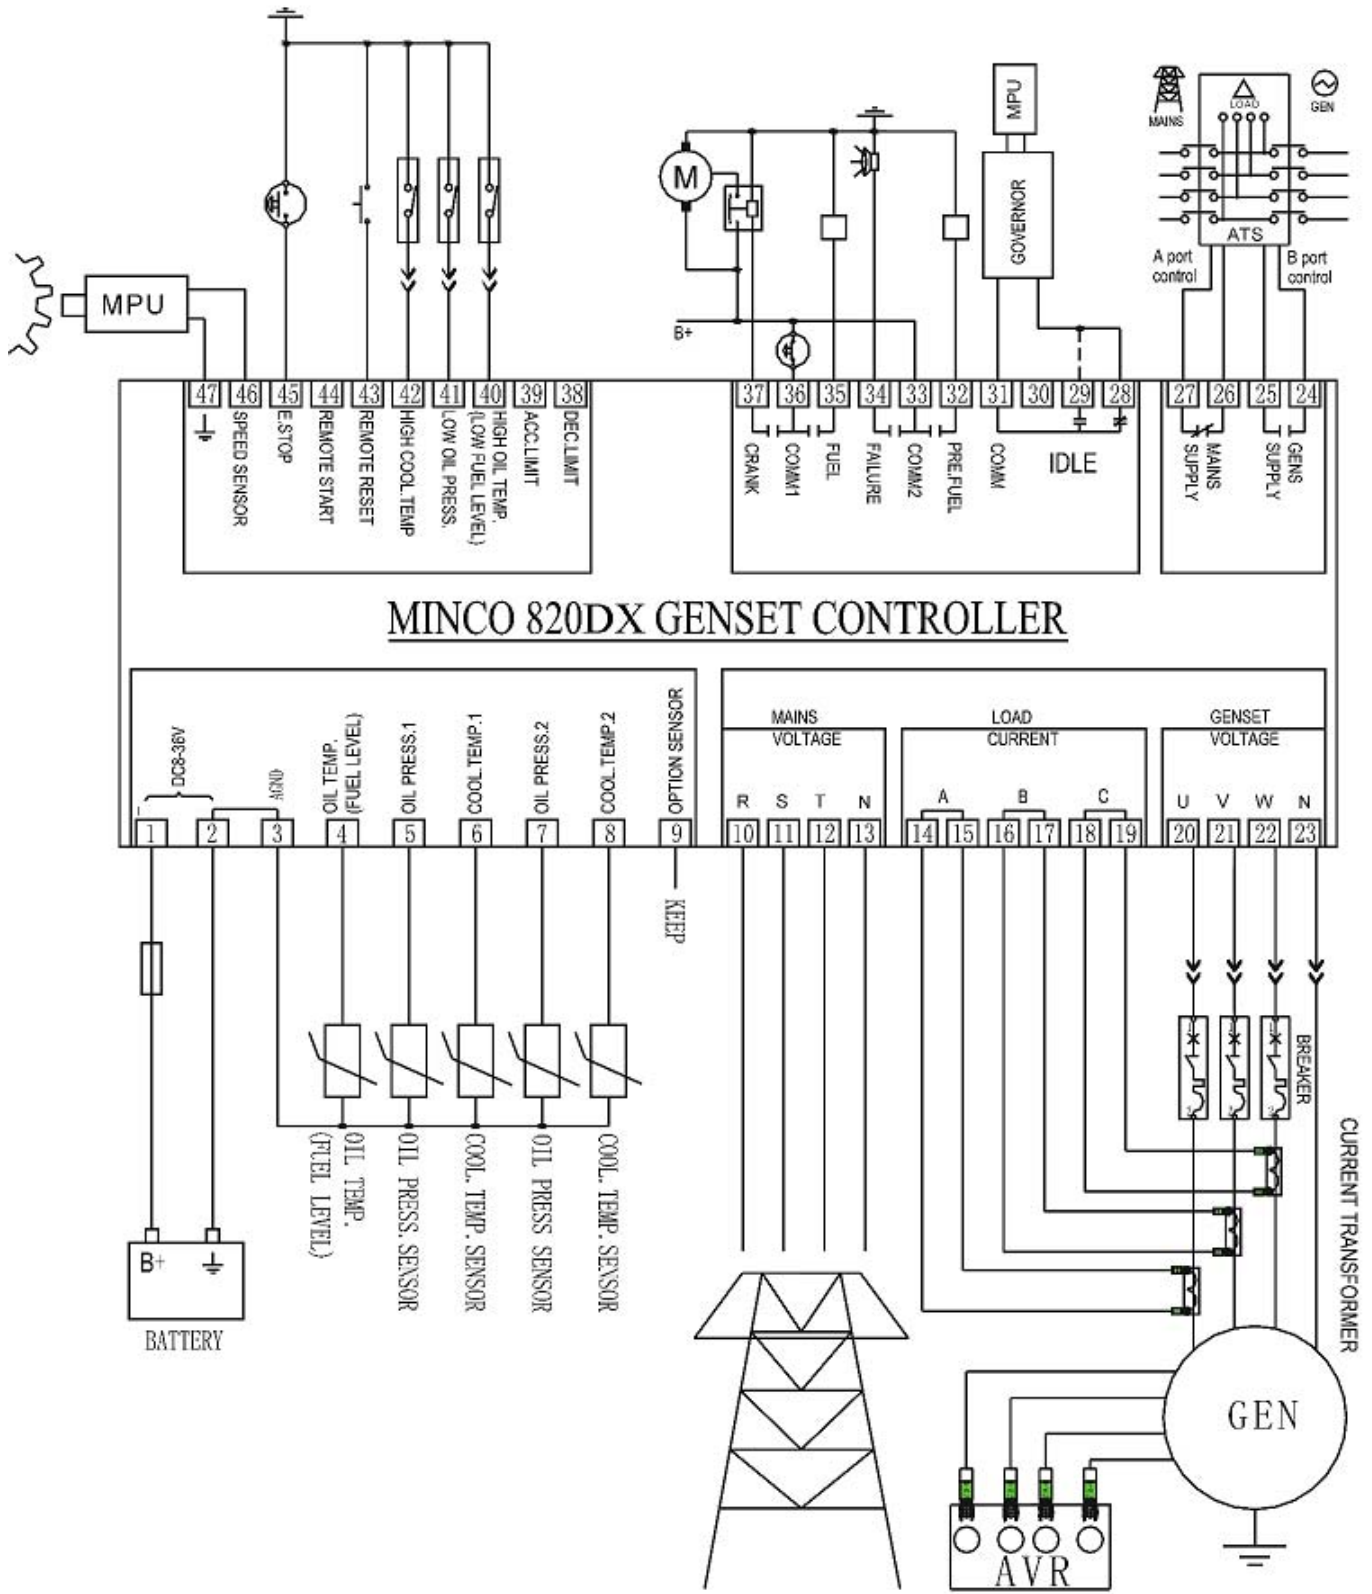 MPU
GOVERNOR
MAINS
LOAD
GEN
ATS
A port
control
B port
control
M
B+
MPU
47
46
45
44
43
42
41
40
39
38
37
36
35
34
33
32
31
30
29
28
27
26
25
24
SPEED SENSOR
E.STOP
REMOTE START
REMOTE RESET
HIGH COOL.TEMP
LOW OIL PRESS.
HIGH OIL TEMP.
(LOW FUEL LEVEL)
ACC.LIMIT
DEC.LIMIT
CRANK
COMM1
FUEL
FAILURE
COMM2
PRE.FUEL
COMM
IDLE
MAINS
SUPPLY
GENS
SUPPLY
MINCO 820DX GENSET CONTROLLER
DC8-36V
AGND
OIL TEMP.
(FUEL LEVEL)
OIL PRESS.1
COOL.TEMP.1
OIL PRESS.2
COOL.TEMP.2
OPTION SENSOR
MAINS
VOLTAGE
LOAD
CURRENT
GENSET
VOLTAGE
R S T N
A B C
U V W N
1
2
3
4
5
6
7
8
9
10
11
12
13
14
15
16
17
18
19
20
21
22
23
KEEP
BREAKER
CURRENT TRANSFORMER
OIL TEMP.
(FUEL LEVEL)
OIL PRESS. SENSOR
COOL. TEMP. SENSOR
OIL PRESS SENSOR
COOL. TEMP. SENSOR
B+
BATTERY
GEN
AVR